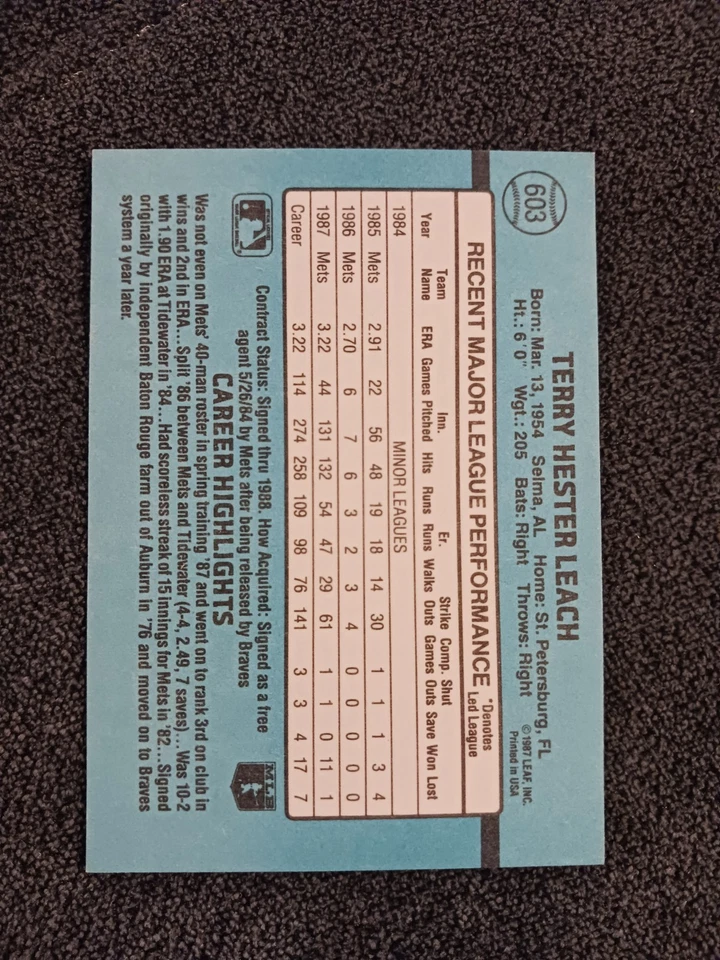 603
TERRY HESTER LEACH
Born: Mar. 13, 1954 Selma, AL Home: St. Petersburg, FL
Ht.: 6'0" Wgt.: 205 Bats: Right Throws: Right
©1987 LEAF, INC.
Printed in USA
RECENT MAJOR LEAGUE PERFORMANCE *Denotes Led League
Year Team Name ERA Games Inn. Pitched Hits Runs Er. Runs Walks Strike Outs Comp. Games Shut Outs Save Won Lost
1984 MINOR LEAGUES
1985 Mets 2.91 22 56 48 19 18 14 30 1 1 1 3 4
1986 Mets 2.70 6 7 6 3 2 3 4 0 0 0 0 0
1987 Mets 3.22 44 131 132 54 47 29 61 1 1 0 11 1
Career 3.22 114 274 258 109 98 76 141 3 3 4 17 7
Contract Status: Signed thru 1988. How Acquired: Signed as a free
agent 5/26/84 by Mets after being released by Braves
MLB
CAREER HIGHLIGHTS
Was not even on Mets' 40-man roster in spring training '87 and went on to rank 3rd on club in
wins and 2nd in ERA...Split '86 between Mets and Tidewater (4-4, 2.49, 7 saves)...Was 10-2
with 1.90 ERA at Tidewater in '84...Had scoreless streak of 15 innings for Mets in '82...Signed
originally by independent Baton Rouge farm out of Auburn in '76 and moved on to Braves
system a year later.